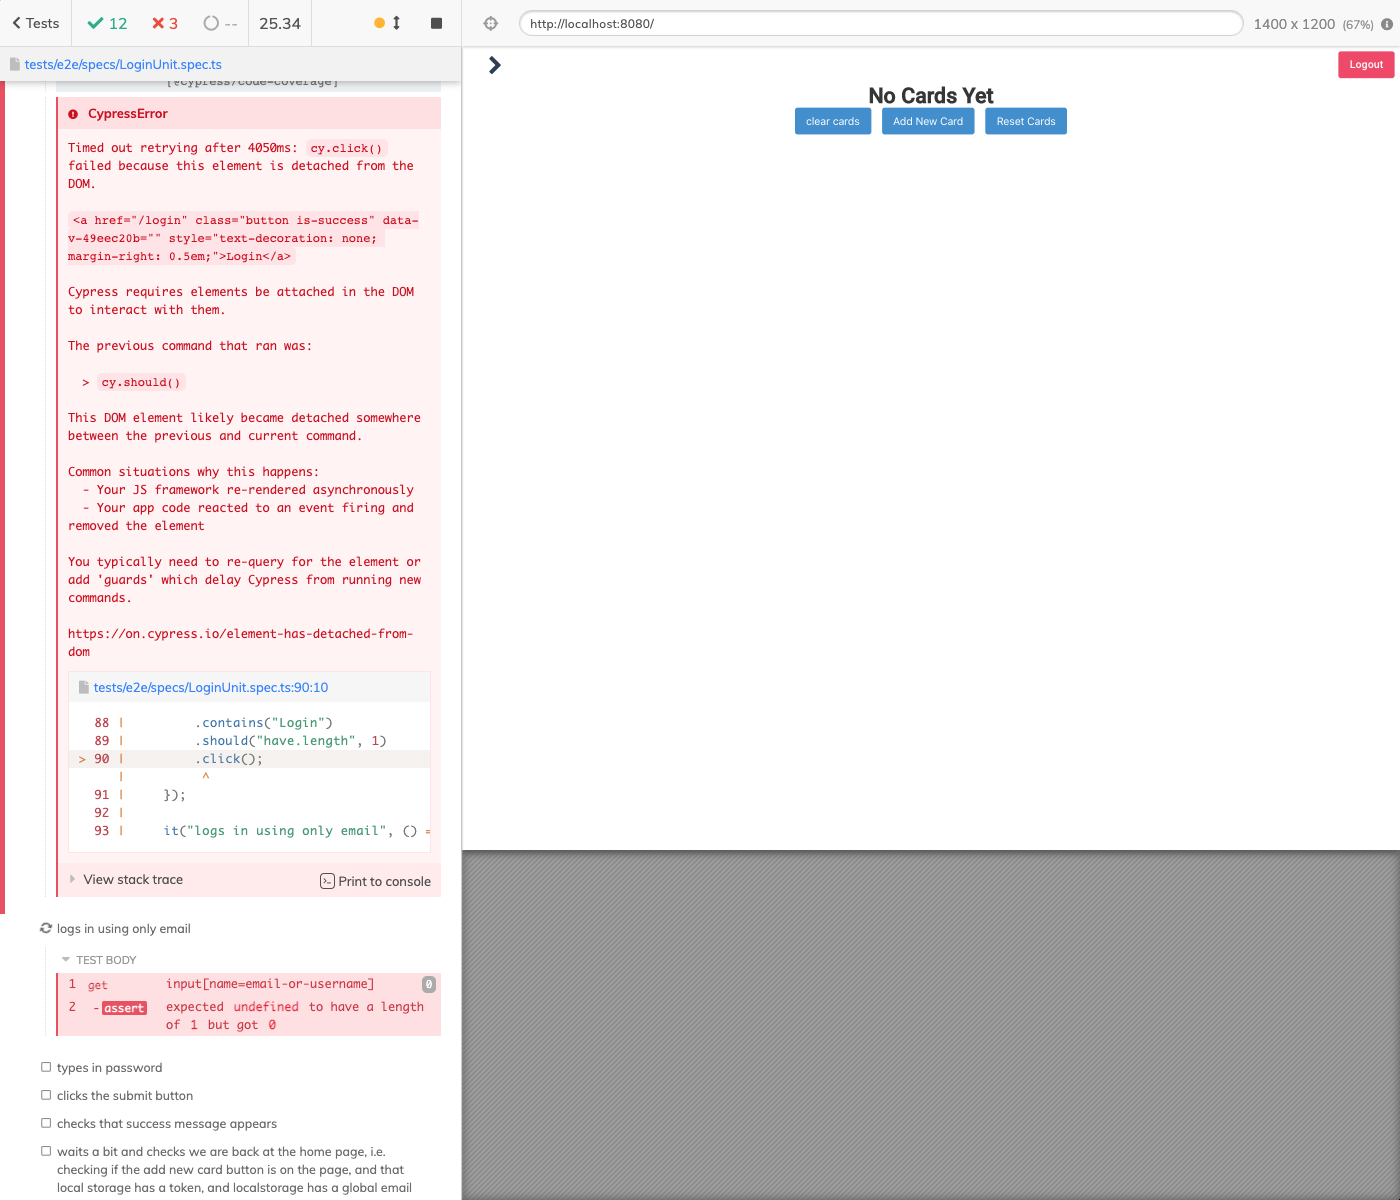 Tests
12
3
--
25.34
http://localhost:8080/
1400 x 1200 (67%)
tests/e2e/specs/LoginUnit.spec.ts
[@cypress/code-coverage]
CypressError
Timed out retrying after 4050ms: cy.click()
failed because this element is detached from the
DOM.
<a href="/login" class="button is-success" data-
v-49eec20b="" style="text-decoration: none;
margin-right: 0.5em;">Login</a>
Cypress requires elements be attached in the DOM
to interact with them.
The previous command that ran was:
> cy.should()
This DOM element likely became detached somewhere
between the previous and current command.
Common situations why this happens:
- Your JS framework re-rendered asynchronously
- Your app code reacted to an event firing and
removed the element
You typically need to re-query for the element or
add 'guards' which delay Cypress from running new
commands.
https://on.cypress.io/element-has-detached-from-
dom
tests/e2e/specs/LoginUnit.spec.ts:90:10
88 | .contains("Login")
89 | .should("have.length", 1)
> 90 | .click();
| ^
91 | });
92 |
93 | it("logs in using only email", () =
View stack trace
Print to console
logs in using only email
TEST BODY
1 get input[name=email-or-username] 0
2 -assert expected undefined to have a length
of 1 but got 0
types in password
clicks the submit button
checks that success message appears
waits a bit and checks we are back at the home page, i.e.
checking if the add new card button is on the page, and that
local storage has a token, and localstorage has a global email
Logout
No Cards Yet
clear cards
Add New Card
Reset Cards